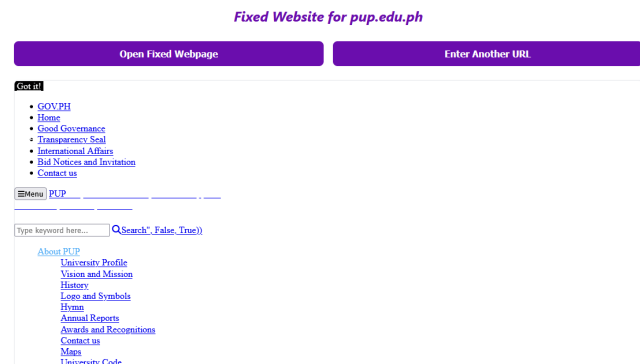 Fixed Website for pup.edu.ph
Open Fixed Webpage
Enter Another URL
Got it!
GOV.PH
Home
Good Governance
Transparency Seal
International Affairs
Bid Notices and Invitation
Contact us
Menu PUP
Type keyword here... Search", False, True))
About PUP
University Profile
Vision and Mission
History
Logo and Symbols
Hymn
Annual Reports
Awards and Recognitions
Contact us
Maps
University Code